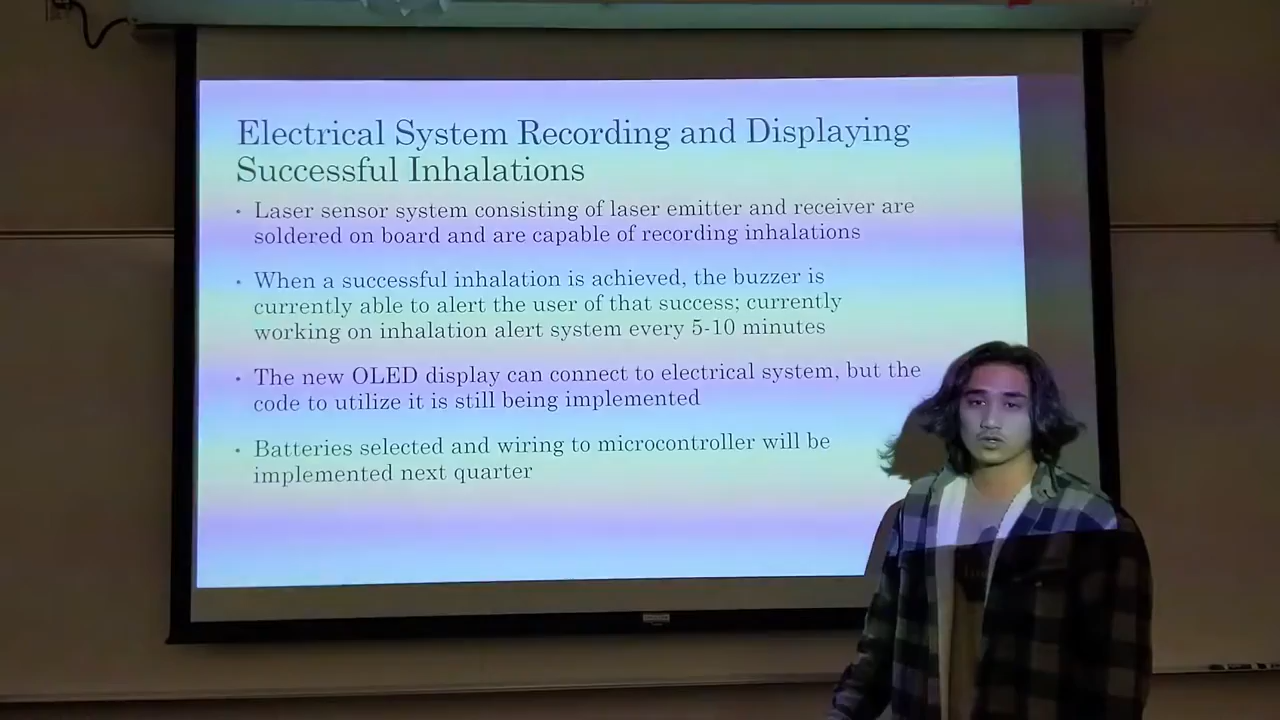 Electrical System Recording and Displaying
Successful Inhalations
• Laser sensor system consisting of laser emitter and receiver are
soldered on board and are capable of recording inhalations
• When a successful inhalation is achieved, the buzzer is
currently able to alert the user of that success; currently
working on inhalation alert system every 5-10 minutes
• The new OLED display can connect to electrical system, but the
code to utilize it is still being implemented
• Batteries selected and wiring to microcontroller will be
implemented next quarter